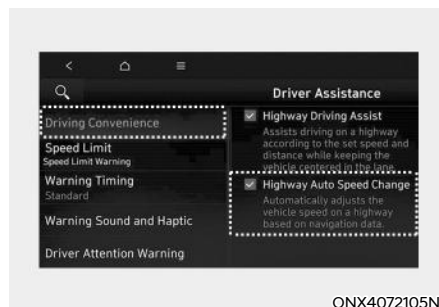 Driver Assistance
Driving Convenience
Speed Limit
Speed Limit Warning
Warning Timing
Standard
Warning Sound and Haptic
Driver Attention Warning
Highway Driving Assist
Assists driving on a highway
according to the set speed and
distance while keeping the
vehicle centered in the lane.
Highway Auto Speed Change
Automatically adjusts the
vehicle speed on a highway
based on navigation data.
ONX4072105N